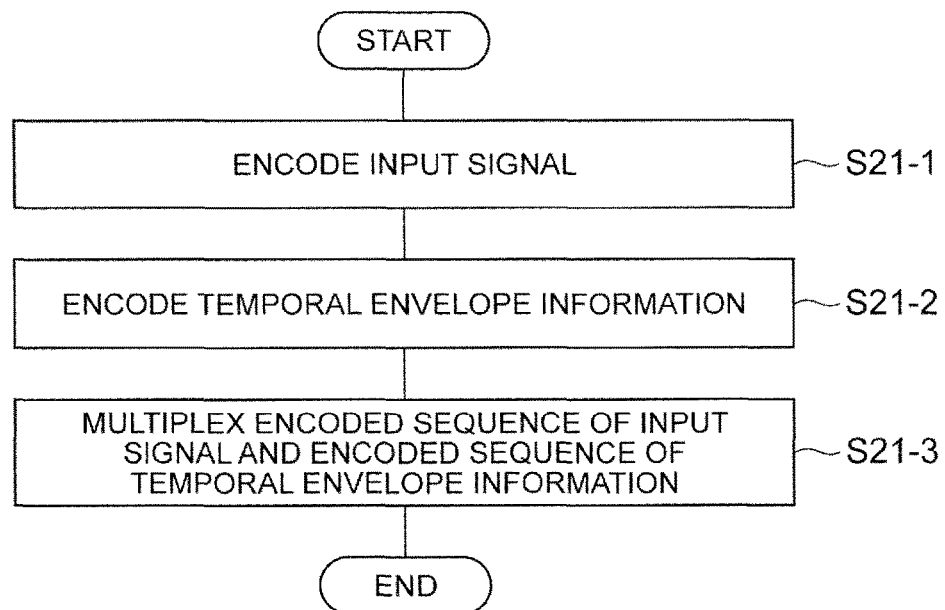 START
ENCODE INPUT SIGNAL
S21-1
ENCODE TEMPORAL ENVELOPE INFORMATION
S21-2
MULTIPLEX ENCODED SEQUENCE OF INPUT
SIGNAL AND ENCODED SEQUENCE OF
TEMPORAL ENVELOPE INFORMATION
S21-3
END